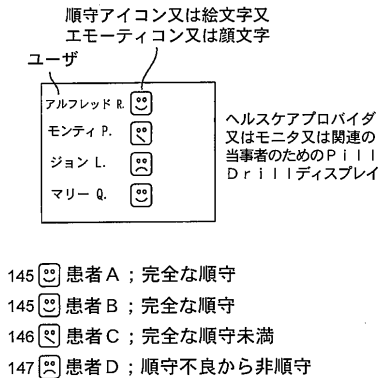 順守アイコン又は絵文字又
エモーティコン又は顔文字
ユーザ
アルフレッド R.
モンティ P.
ジョン L.
マリー Q.
ヘルスケアプロバイダ
又はモニタ又は関連の
当事者のためのPill
Drillディスプレイ
145 患者A;完全な順守
145 患者B;完全な順守
146 患者C;完全な順守未満
147 患者D;順守不良から非順守